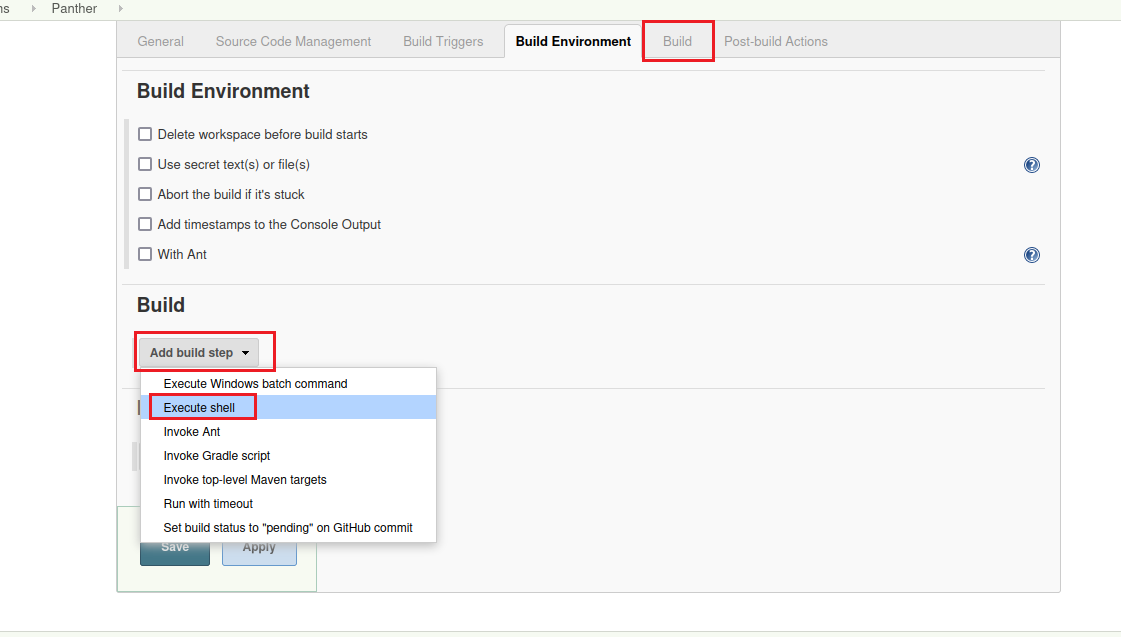 ns Panther
General Source Code Management Build Triggers Build Environment Build Post-build Actions
Build Environment
Delete workspace before build starts
Use secret text(s) or file(s)
Abort the build if it's stuck
Add timestamps to the Console Output
With Ant
Build
Add build step
Execute Windows batch command
Execute shell
Invoke Ant
Invoke Gradle script
Invoke top-level Maven targets
Run with timeout
Set build status to "pending" on GitHub commit
Save Apply